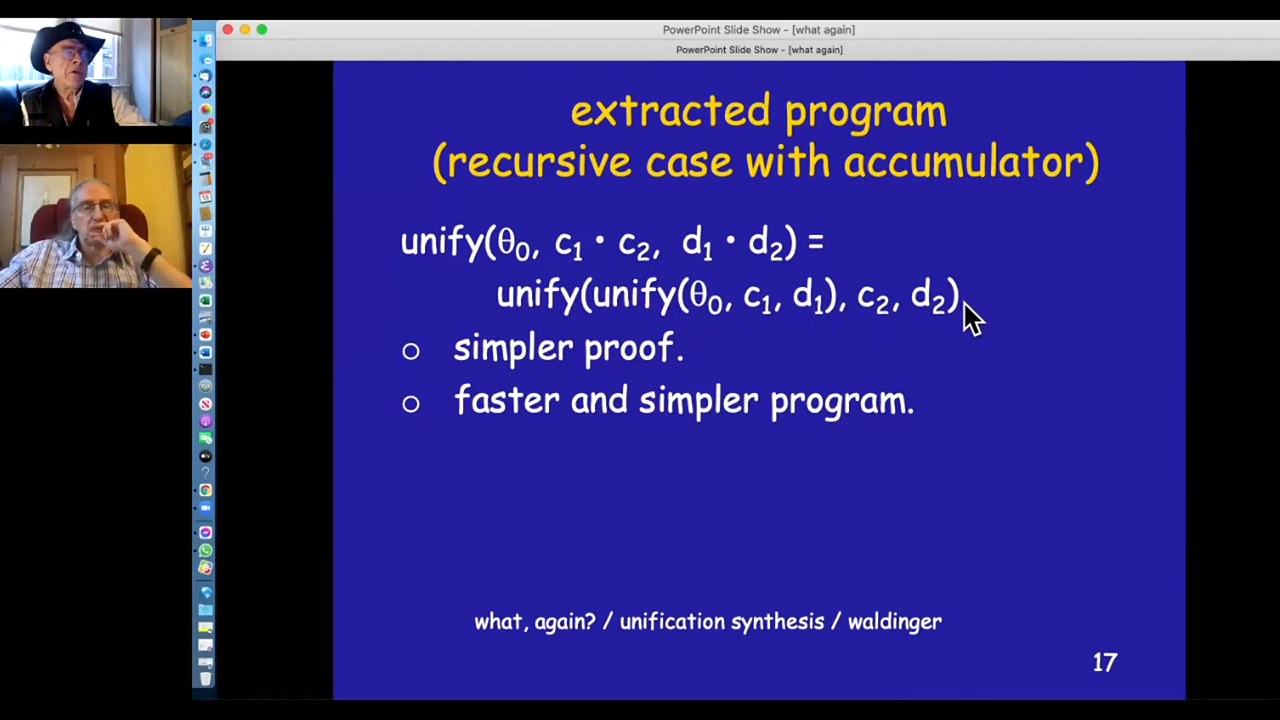 PowerPoint Slide Show - [what again]
PowerPoint Slide Show - [what again]
extracted program
(recursive case with accumulator)
unify(θ₀, c₁ • c₂, d₁ • d₂) =
unify(unify(θ₀, c₁, d₁), c₂, d₂)
○ simpler proof.
○ faster and simpler program.
what, again? / unification synthesis / waldinger
17